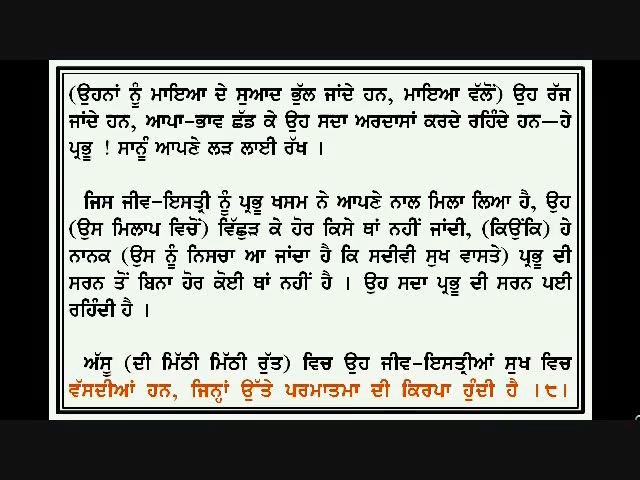 (ਉਹਨਾਂ ਨੂੰ ਮਾਇਆ ਦੇ ਸੁਆਦ ਭੁੱਲ ਜਾਂਦੇ ਹਨ, ਮਾਇਆ ਵੱਲੋਂ) ਉਹ ਰੱਜ
ਜਾਂਦੇ ਹਨ, ਆਪਾ-ਭਾਵ ਛੱਡ ਕੇ ਉਹ ਸਦਾ ਅਰਦਾਸਾਂ ਕਰਦੇ ਰਹਿੰਦੇ ਹਨ—ਹੇ
ਪ੍ਰਭੂ ! ਸਾਨੂੰ ਆਪਣੇ ਲੜ ਲਾਈ ਰੱਖ ।
ਜਿਸ ਜੀਵ-ਇਸਤ੍ਰੀ ਨੂੰ ਪ੍ਰਭੂ ਖਸਮ ਨੇ ਆਪਣੇ ਨਾਲ ਮਿਲਾ ਲਿਆ ਹੈ, ਉਹ
(ਉਸ ਮਿਲਾਪ ਵਿਚੋਂ) ਵਿੱਛੁੜ ਕੇ ਹੋਰ ਕਿਸੇ ਥਾਂ ਨਹੀਂ ਜਾਂਦੀ, (ਕਿਉਂਕਿ) ਹੇ
ਨਾਨਕ (ਉਸ ਨੂੰ ਨਿਸਚਾ ਆ ਜਾਂਦਾ ਹੈ ਕਿ ਸਦੀਵੀ ਸੁਖ ਵਾਸਤੇ) ਪ੍ਰਭੂ ਦੀ
ਸਰਨ ਤੋਂ ਬਿਨਾ ਹੋਰ ਕੋਈ ਥਾਂ ਨਹੀਂ ਹੈ । ਉਹ ਸਦਾ ਪ੍ਰਭੂ ਦੀ ਸਰਨ ਪਈ
ਰਹਿੰਦੀ ਹੈ ।
ਅੱਸੂ (ਦੀ ਮਿੱਠੀ ਮਿੱਠੀ ਰੁੱਤ) ਵਿਚ ਉਹ ਜੀਵ-ਇਸਤ੍ਰੀਆਂ ਸੁਖ ਵਿਚ
ਵੱਸਦੀਆਂ ਹਨ, ਜਿਨ੍ਹਾਂ ਉੱਤੇ ਪਰਮਾਤਮਾ ਦੀ ਕਿਰਪਾ ਹੁੰਦੀ ਹੈ ।੮।